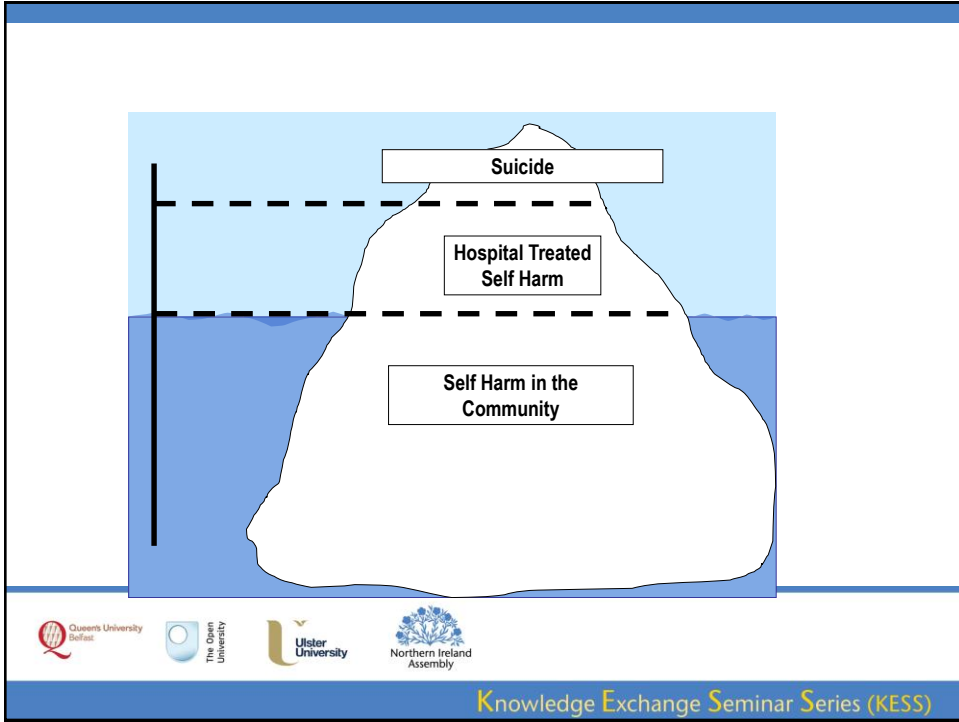 Suicide
Hospital Treated
Self Harm
Self Harm in the
Community
Queen's University
Belfast
The Open
University
Ulster
University
Northern Ireland
Assembly
Knowledge Exchange Seminar Series (KESS)